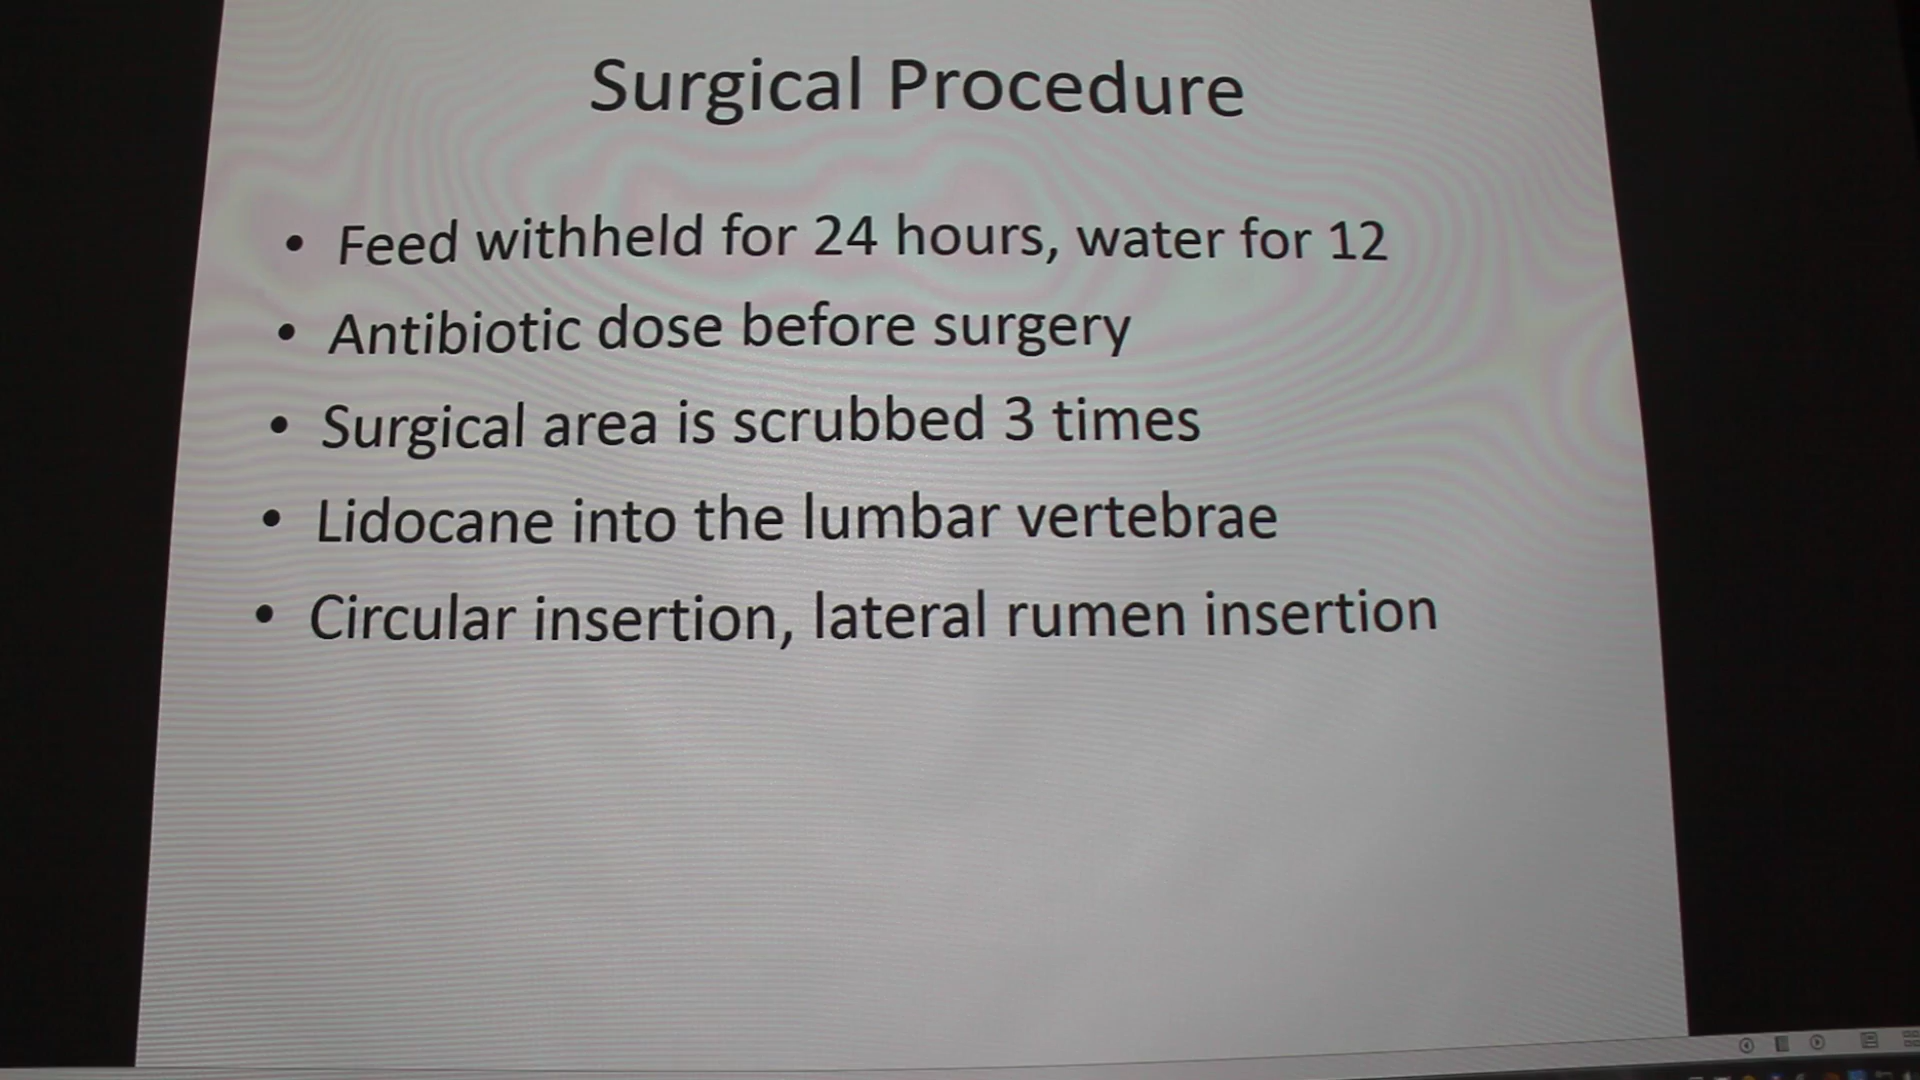 Surgical Procedure
• Feed withheld for 24 hours, water for 12
• Antibiotic dose before surgery
• Surgical area is scrubbed 3 times
• Lidocane into the lumbar vertebrae
• Circular insertion, lateral rumen insertion